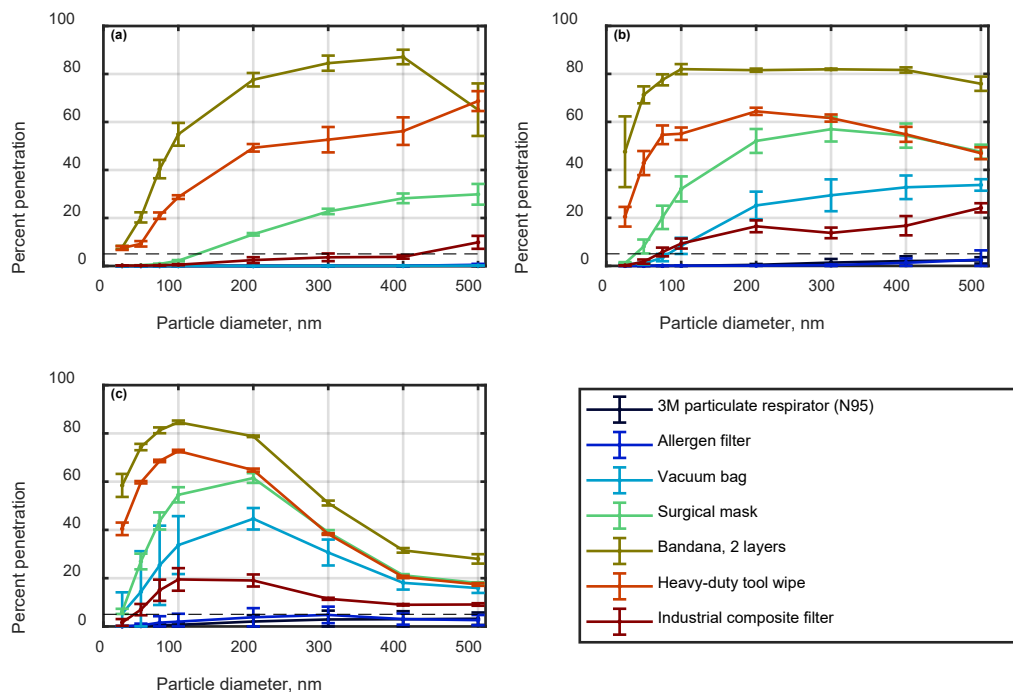 100
(a)
80
60
40
20
0
0
100
200
300
400
500
Percent penetration
Particle diameter, nm
100
(b)
80
60
40
20
0
0
100
200
300
400
500
Percent penetration
Particle diameter, nm
100
(c)
80
60
40
20
0
0
100
200
300
400
500
Percent penetration
Particle diameter, nm
3M particulate respirator (N95)
Allergen filter
Vacuum bag
Surgical mask
Bandana, 2 layers
Heavy-duty tool wipe
Industrial composite filter